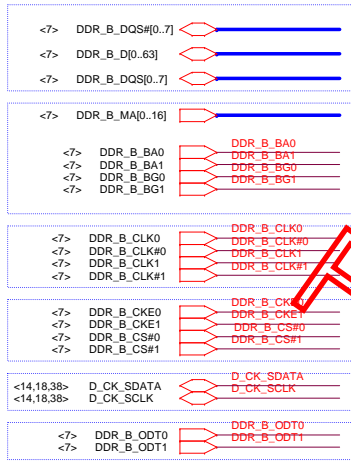 <7> DDR_B_DQS#[0..7]
<7> DDR_B_D[0..63]
<7> DDR_B_DQS[0..7]
<7> DDR_B_MA[0..16]
<7> DDR_B_BA0 DDR_B_BA0
<7> DDR_B_BA1 DDR_B_BA1
<7> DDR_B_BG0 DDR_B_BG0
<7> DDR_B_BG1 DDR_B_BG1
<7> DDR_B_CLK0 DDR_B_CLK0
<7> DDR_B_CLK#0 DDR_B_CLK#0
<7> DDR_B_CLK1 DDR_B_CLK1
<7> DDR_B_CLK#1 DDR_B_CLK#1
<7> DDR_B_CKE0 DDR_B_CKE0
<7> DDR_B_CKE1 DDR_B_CKE1
<7> DDR_B_CS#0 DDR_B_CS#0
<7> DDR_B_CS#1 DDR_B_CS#1
<14,18,38> D_CK_SDATA D_CK_SDATA
<14,18,38> D_CK_SCLK D_CK_SCLK
<7> DDR_B_ODT0 DDR_B_ODT0
<7> DDR_B_ODT1 DDR_B_ODT1